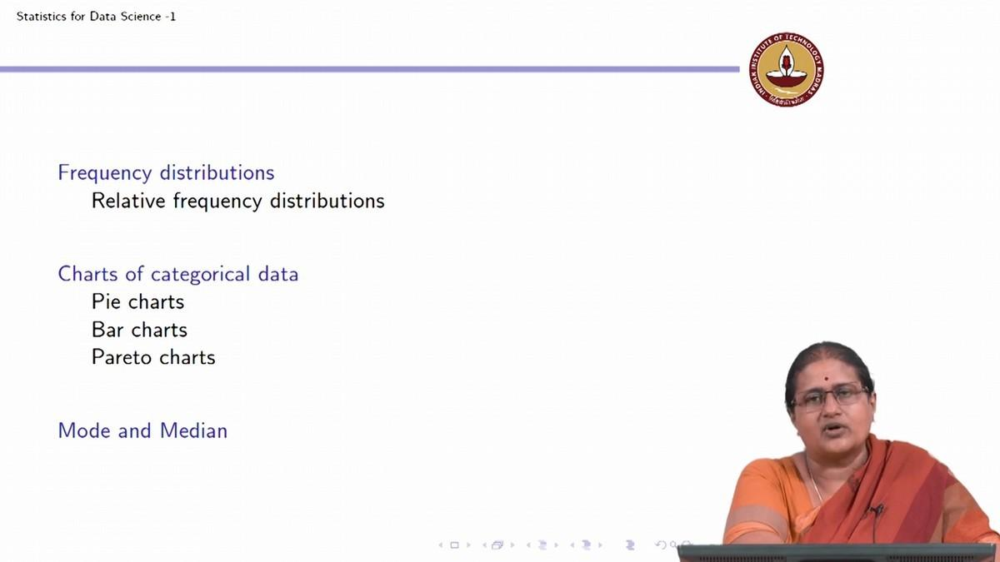 Statistics for Data Science -1
INDIAN INSTITUTE OF TECHNOLOGY MADRAS
Frequency distributions
Relative frequency distributions
Charts of categorical data
Pie charts
Bar charts
Pareto charts
Mode and Median